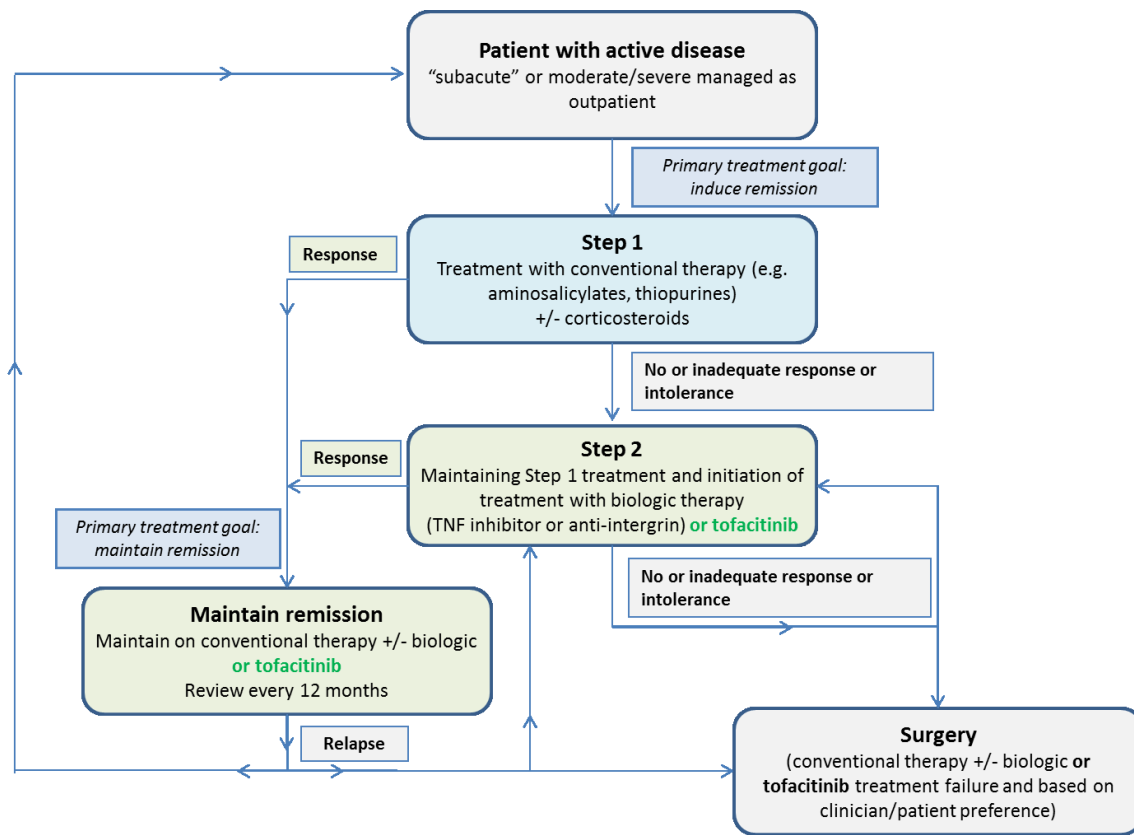 Patient with active disease
“subacute” or moderate/severe managed as
outpatient
Primary treatment goal:
induce remission
Step 1
Treatment with conventional therapy (e.g.
aminosalicylates, thiopurines)
+/- corticosteroids
Response
No or inadequate response or
intolerance
Step 2
Maintaining Step 1 treatment and initiation of
treatment with biologic therapy
(TNF inhibitor or anti-intergrin) or tofacitinib
Response
Primary treatment goal:
maintain remission
No or inadequate response or
intolerance
Maintain remission
Maintain on conventional therapy +/- biologic
or tofacitinib
Review every 12 months
Relapse
Surgery
(conventional therapy +/- biologic or
tofacitinib treatment failure and based on
clinician/patient preference)